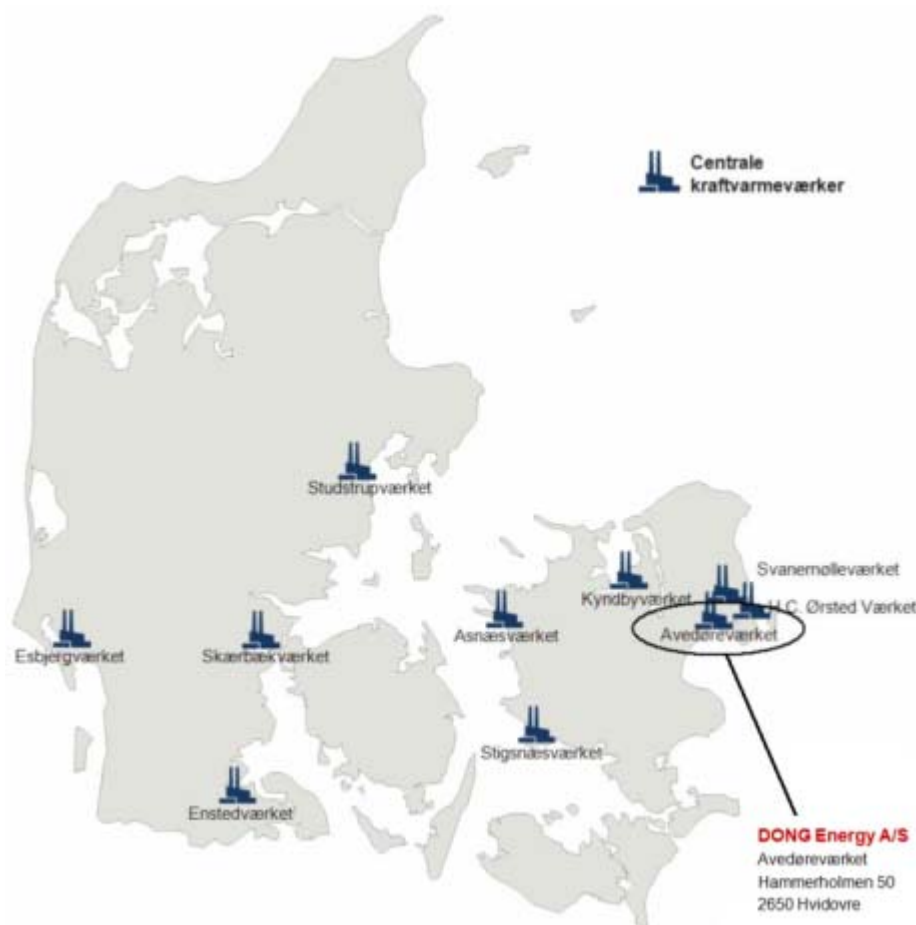 Centrale
kraftvarmeværker
Studstrupværket
Svanemølleværket
Kyndbyværket
H.C. Ørsted Værket
Asnæsværket
Avedøreværket
Esbjergværket
Skærbækværket
Stigsnæsværket
Enstedværket
DONG Energy A/S
Avedøreværket
Hammerholmen 50
2650 Hvidovre